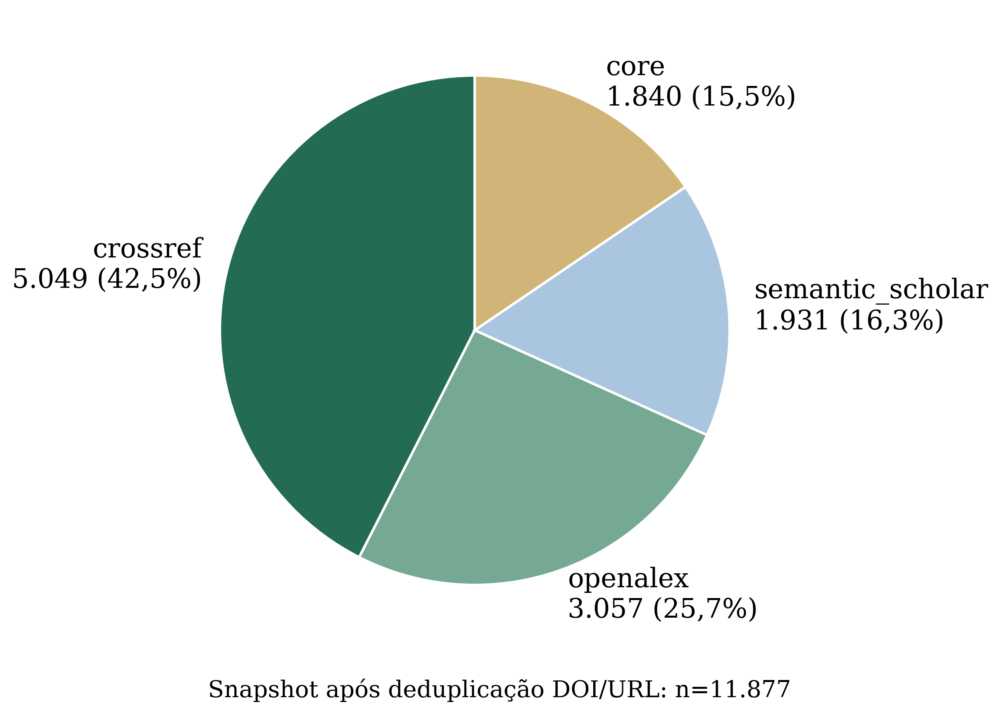 core
1.840 (15,5%)
crossref
5.049 (42,5%)
semantic_scholar
1.931 (16,3%)
openalex
3.057 (25,7%)
Snapshot após deduplicação DOI/URL: n=11.877